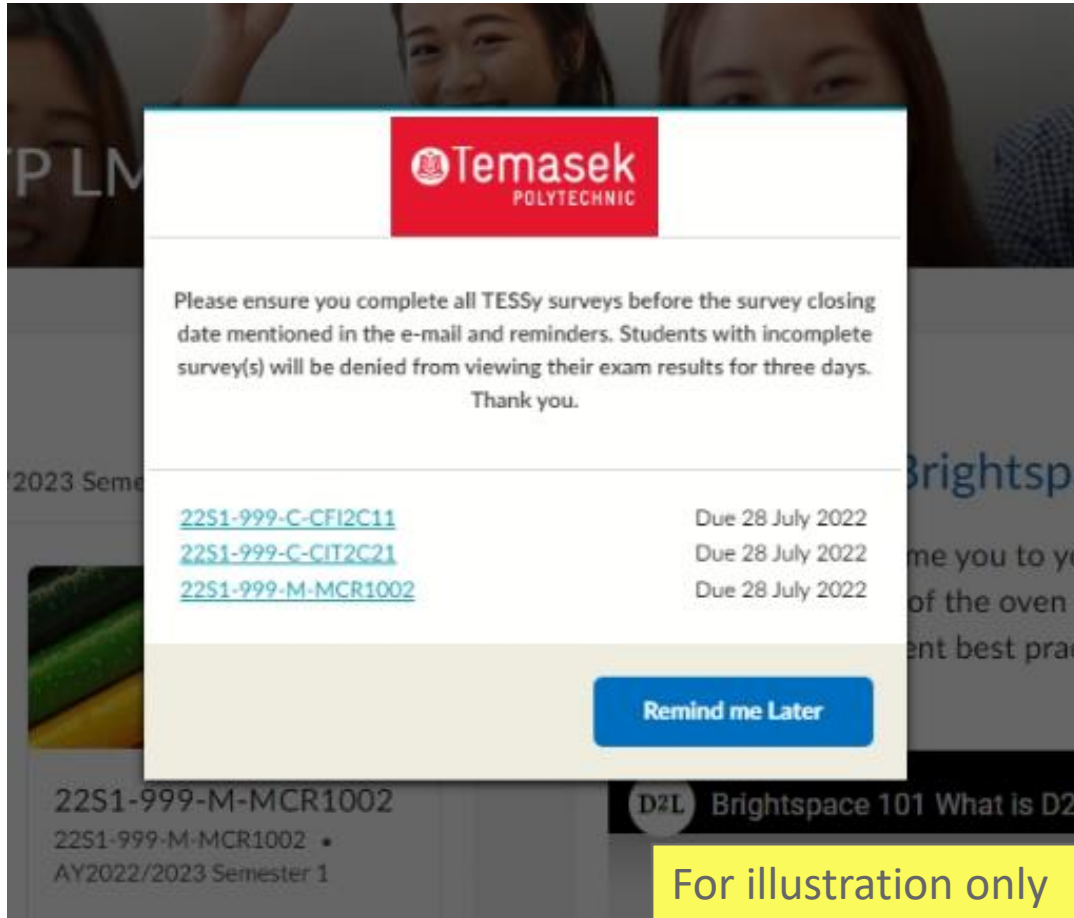 TP LM
Temasek
POLYTECHNIC
Please ensure you complete all TESSy surveys before the survey closing
date mentioned in the e-mail and reminders. Students with incomplete
survey(s) will be denied from viewing their exam results for three days.
Thank you.
/2023 Seme
Brightsp
22S1-999-C-CFI2C11 Due 28 July 2022
22S1-999-C-CIT2C21 Due 28 July 2022
22S1-999-M-MCR1002 Due 28 July 2022
me you to y
of the oven
ent best prac
Remind me Later
22S1-999-M-MCR1002
22S1-999-M-MCR1002 •
AY2022/2023 Semester 1
D2L Brightspace 101 What is D2
For illustration only